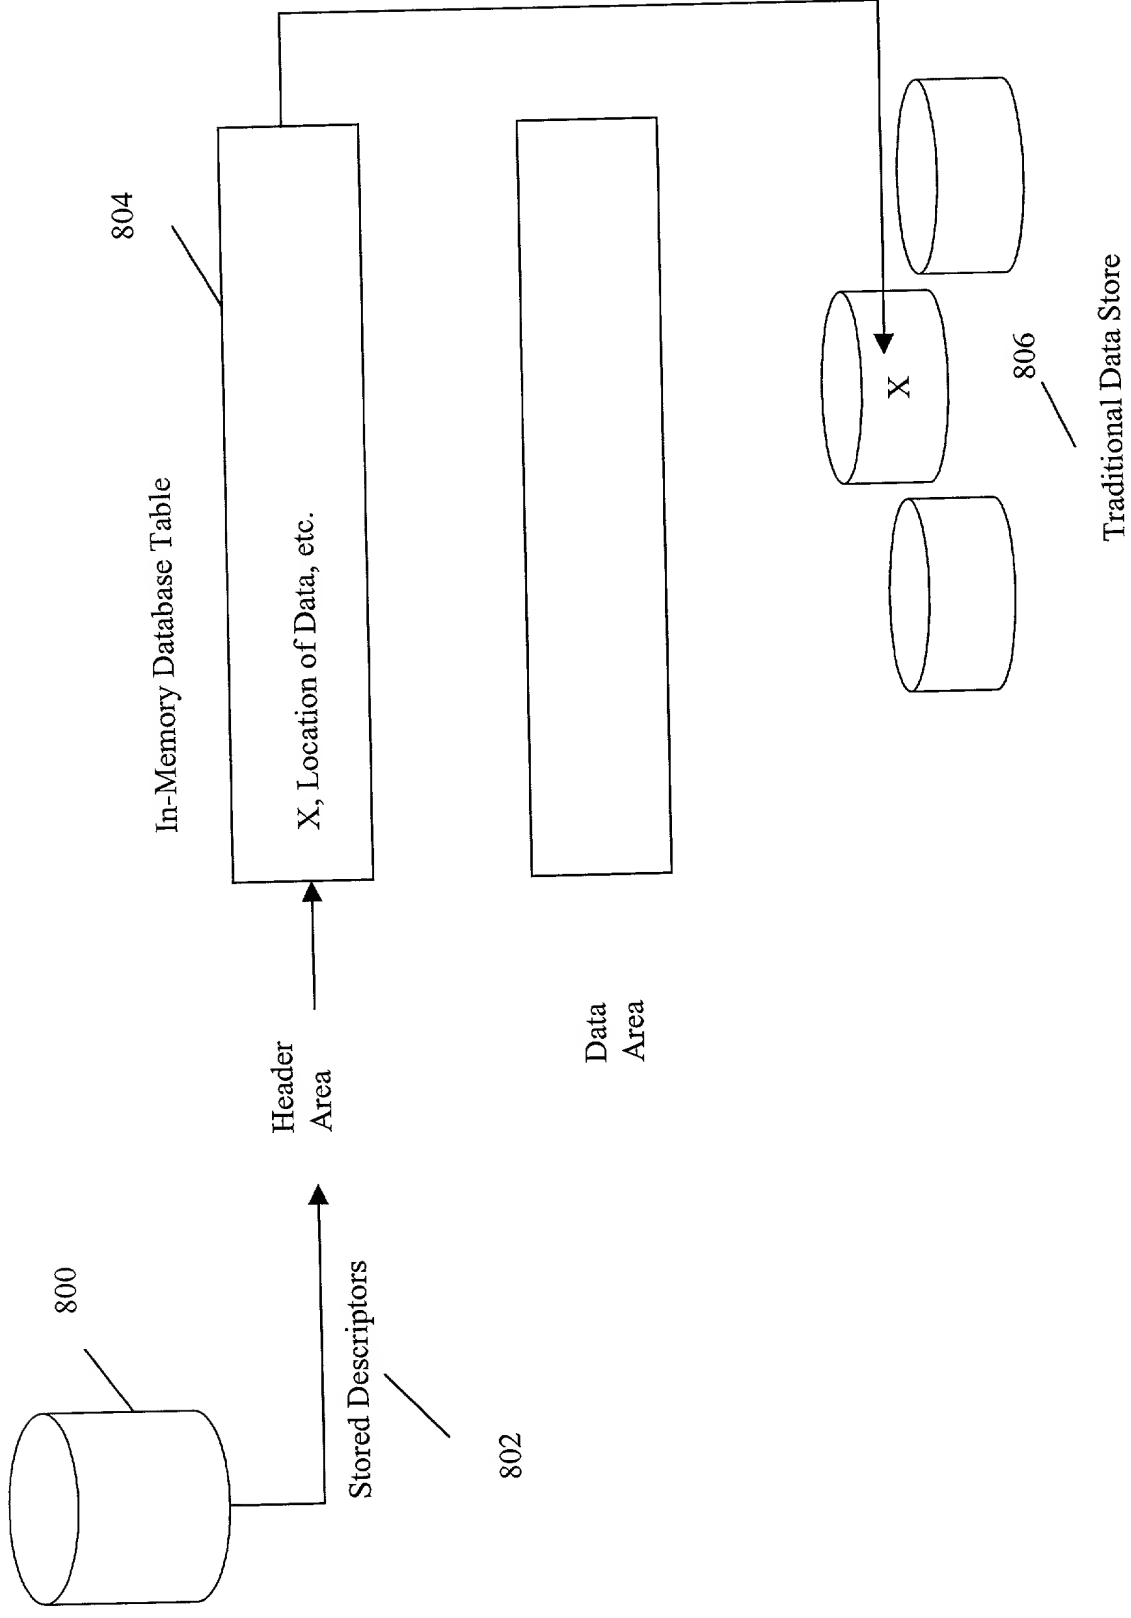 800
Stored Descriptors
802
Header
Area
Data
Area
In-Memory Database Table
804
X, Location of Data, etc.
X
806
Traditional Data Store